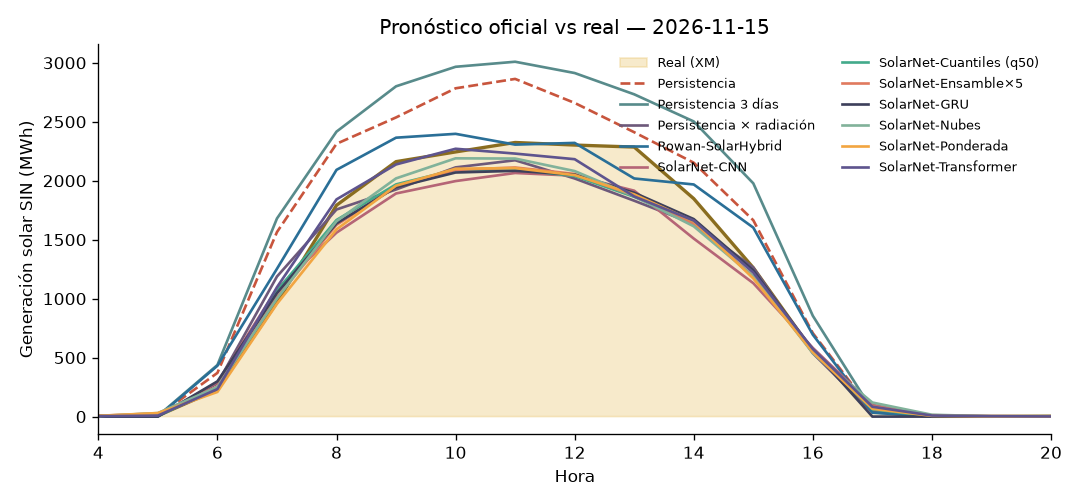 Pronóstico oficial vs real — 2026-11-15
Generación solar SIN (MWh)
3000
2500
2000
1500
1000
500
0
Real (XM)
Persistencia
Persistencia 3 días
Persistencia × radiación
Rowan-SolarHybrid
SolarNet-CNN
SolarNet-Cuantiles (q50)
SolarNet-Ensamble×5
SolarNet-GRU
SolarNet-Nubes
SolarNet-Ponderada
SolarNet-Transformer
4 6 8 10 12 14 16 18 20
Hora